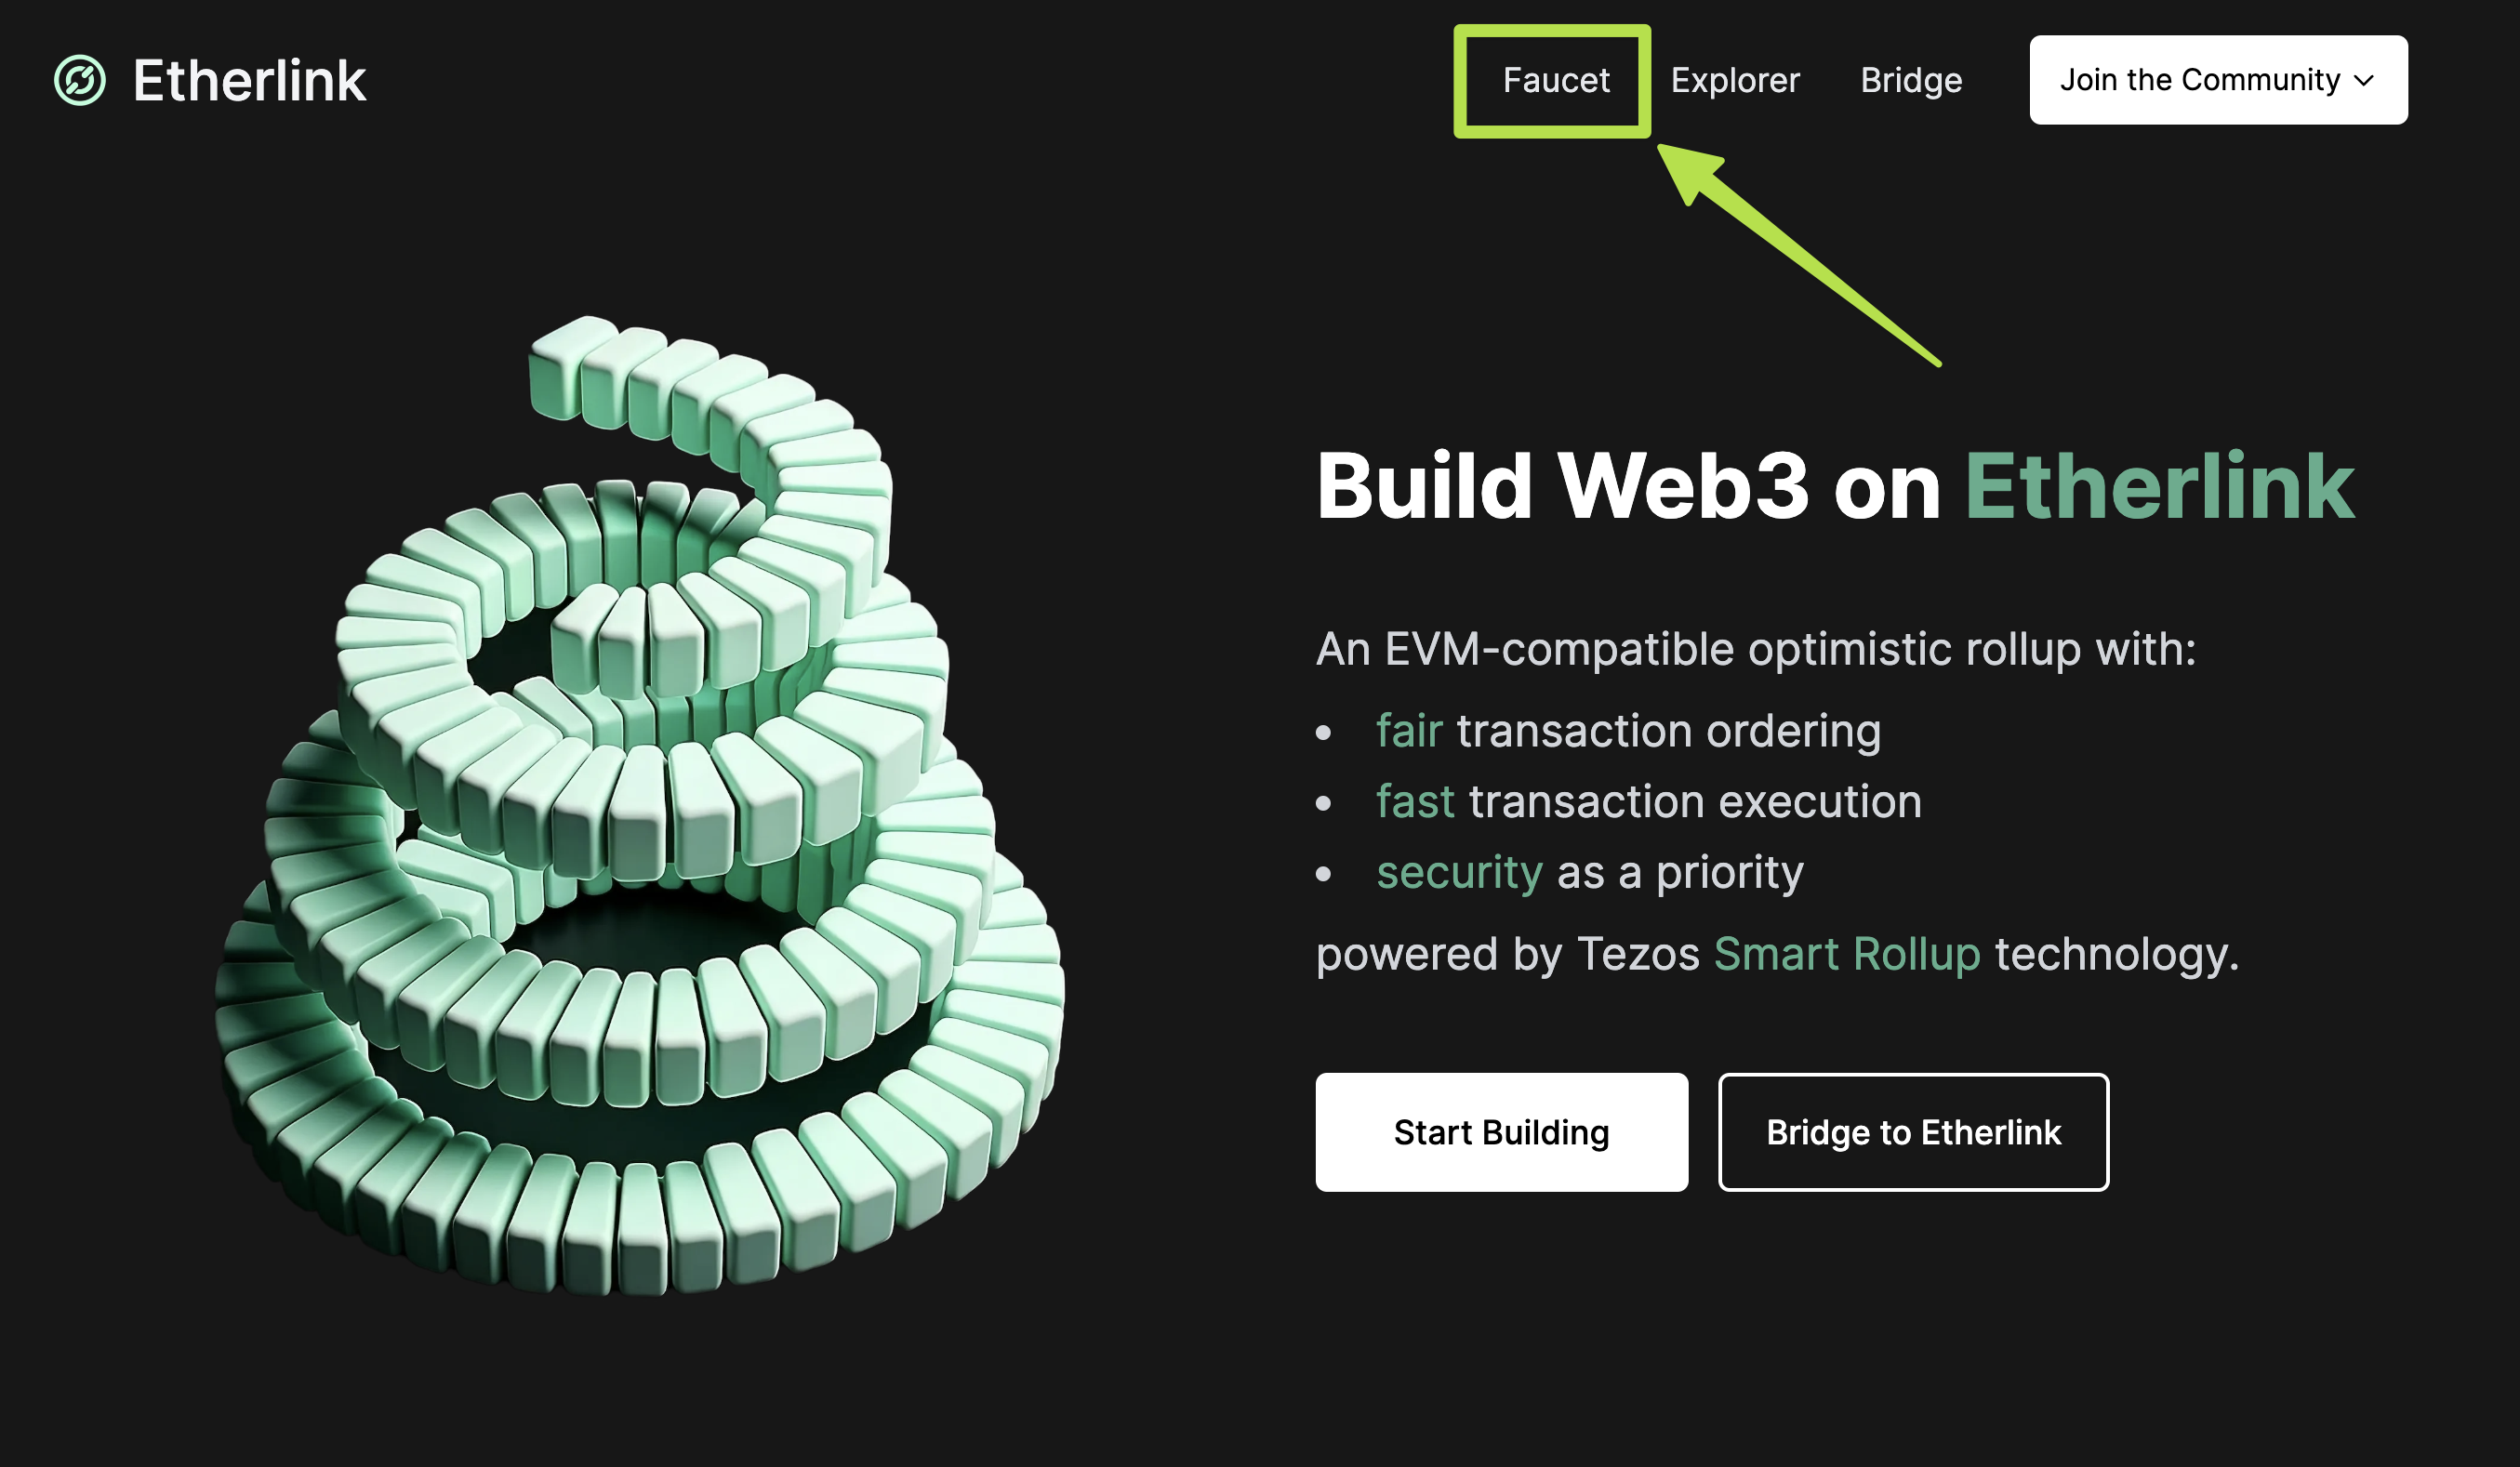 Etherlink
Faucet
Explorer
Bridge
Join the Community
Build Web3 on Etherlink
An EVM-compatible optimistic rollup with:
• fair transaction ordering
• fast transaction execution
• security as a priority
powered by Tezos Smart Rollup technology.
Start Building
Bridge to Etherlink